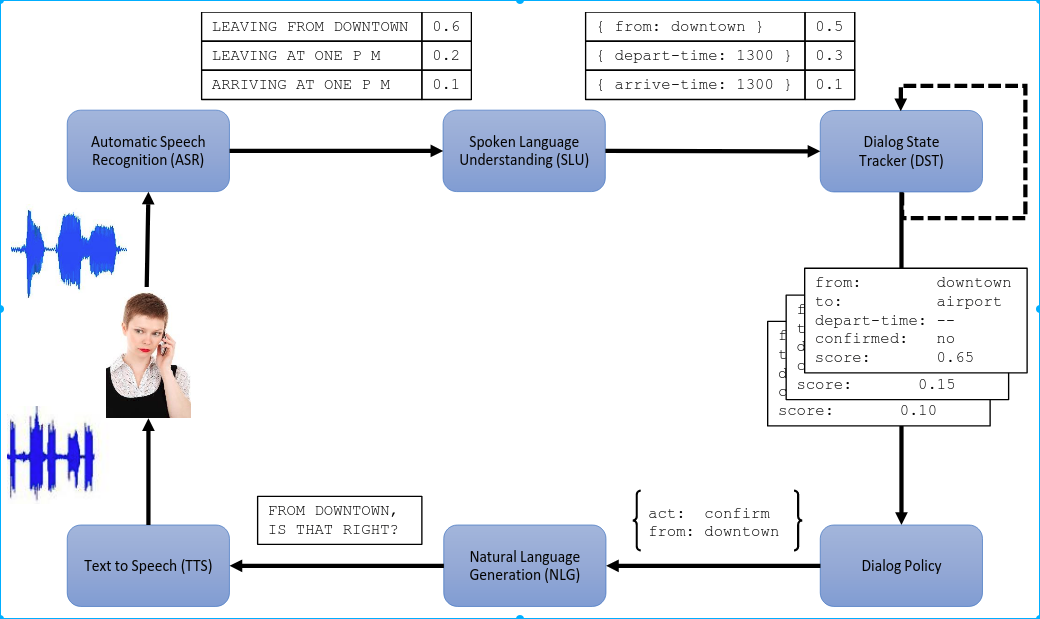 LEAVING FROM DOWNTOWN 0.6
LEAVING AT ONE P M 0.2
ARRIVING AT ONE P M 0.1
{ from: downtown } 0.5
{ depart-time: 1300 } 0.3
{ arrive-time: 1300 } 0.1
Automatic Speech
Recognition (ASR)
Spoken Language
Understanding (SLU)
Dialog State
Tracker (DST)
from: downtown
to: airport
depart-time: --
confirmed: no
score: 0.65
f
t
d
c
score: 0.15
f
t
d
c
score: 0.10
act: confirm
from: downtown
FROM DOWNTOWN,
IS THAT RIGHT?
Text to Speech (TTS)
Natural Language
Generation (NLG)
Dialog Policy